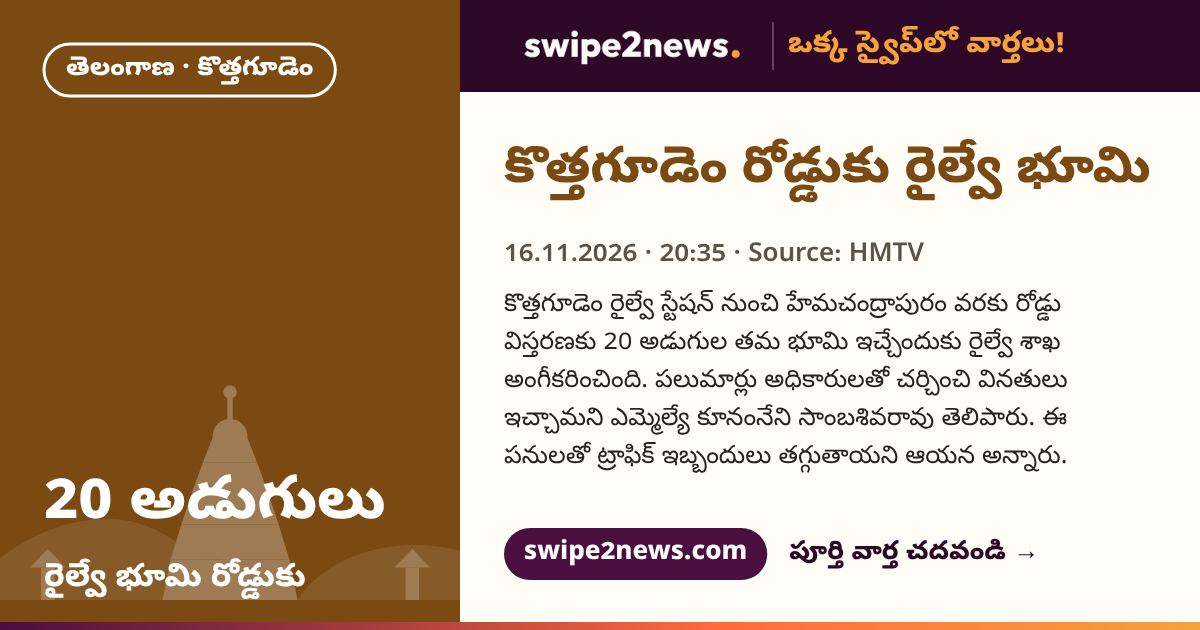 తెలంగాణ · కొత్తగూడెం
swipe2news.
ఒక్క స్వైప్‌లో వార్తలు!
కొత్తగూడెం రోడ్డుకు రైల్వే భూమి
16.11.2026 · 20:35 · Source: HMTV
కొత్తగూడెం రైల్వే స్టేషన్ నుంచి హేమచంద్రాపురం వరకు రోడ్డు
విస్తరణకు 20 అడుగుల తమ భూమి ఇచ్చేందుకు రైల్వే శాఖ
అంగీకరించింది. పలుమార్లు అధికారులతో చర్చించి వినతులు
ఇచ్చామని ఎమ్మెల్యే కూనంనేని సాంబశివరావు తెలిపారు. ఈ
పనులతో ట్రాఫిక్ ఇబ్బందులు తగ్గుతాయని ఆయన అన్నారు.
20 అడుగులు
రైల్వే భూమి రోడ్డుకు
swipe2news.com
పూర్తి వార్త చదవండి →